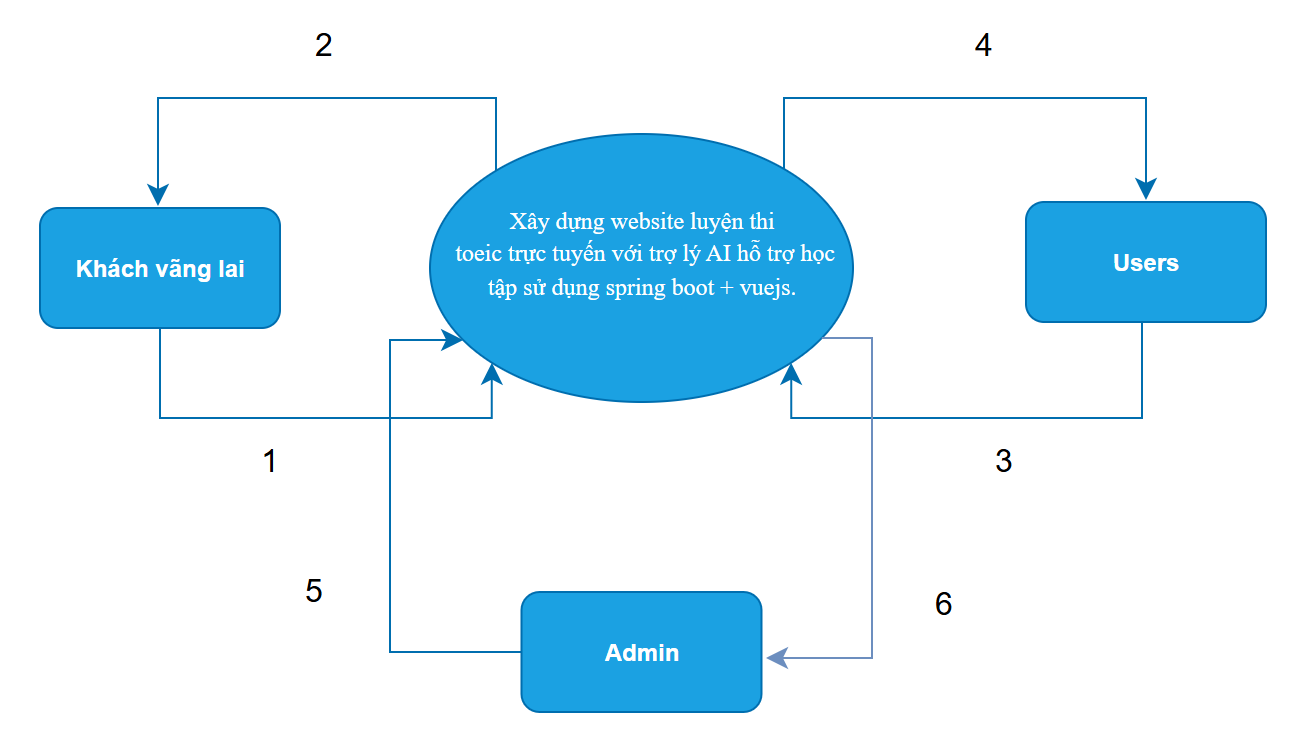 2
4
Xây dựng website luyện thi
toeic trực tuyến với trợ lý AI hỗ trợ học
tập sử dụng spring boot + vuejs.
Khách vãng lai
Users
1
3
5
6
Admin